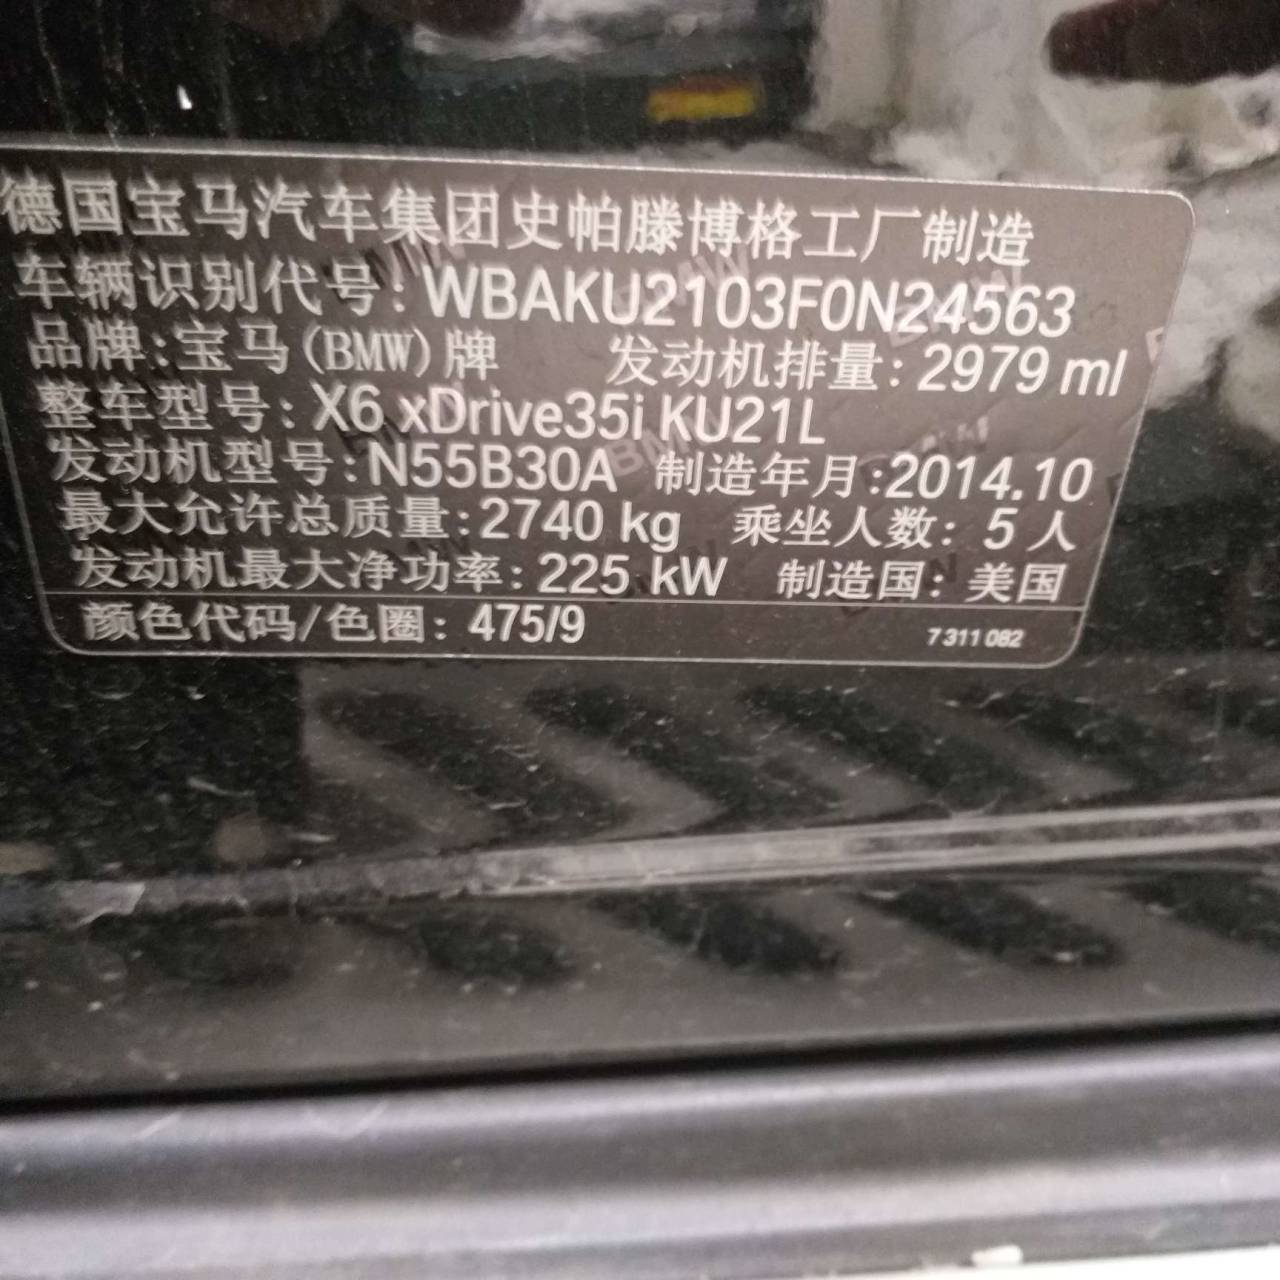 德国宝马汽车集团史帕滕博格工厂制造
车辆识别代号: WBAKU2103F0N24563
品牌:宝马(BMW)牌 发动机排量: 2979 ml
整车型号: X6 xDrive35i KU21L
发动机型号:N55B30A 制造年月:2014.10
最大允许总质量:2740 kg 乘坐人数: 5人
发动机最大净功率: 225 kW 制造国: 美国
颜色代码/色圈: 475/9 7 311 082